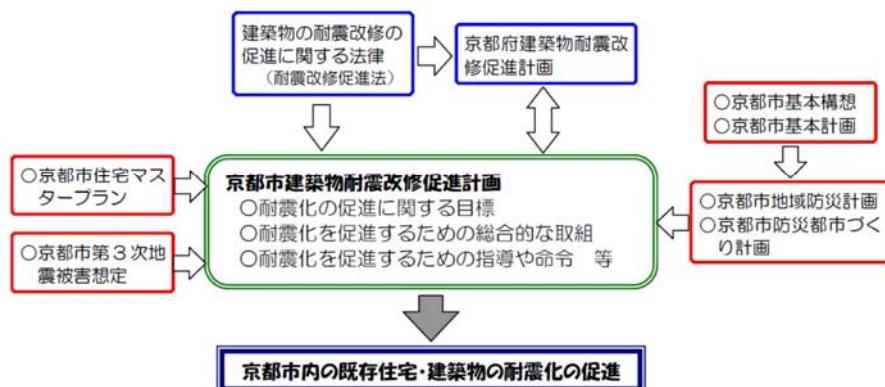 建築物の耐震改修の
促進に関する法律
（耐震改修促進法）
京都府建築物耐震改
修促進計画
○京都市基本構想
○京都市基本計画
○京都市住宅マス
タープラン
○京都市第３次地
震被害想定
京都市建築物耐震改修促進計画
○耐震化の促進に関する目標
○耐震化を促進するための総合的な取組
○耐震化を促進するための指導や命令　等
○京都市地域防災計画
○京都市防災都市づく
り計画
京都市内の既存住宅・建築物の耐震化の促進